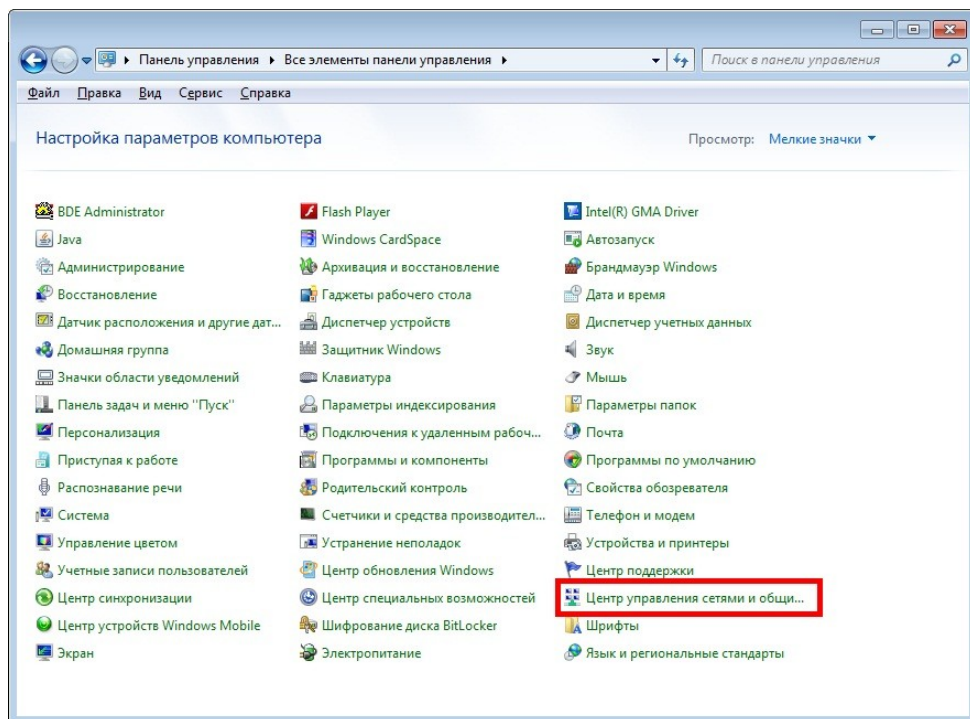 Панель управления Все элементы панели управления Поиск в панели управления
Файл Правка Вид Сервис Справка
Настройка параметров компьютера Просмотр: Мелкие значки
BDE Administrator Flash Player Intel(R) GMA Driver
Java Windows CardSpace Автозапуск
Администрирование Архивация и восстановление Брандмауэр Windows
Восстановление Гаджеты рабочего стола Дата и время
Датчик расположения и другие дат... Диспетчер устройств Диспетчер учетных данных
Домашняя группа Защитник Windows Звук
Значки области уведомлений Клавиатура Мышь
Панель задач и меню "Пуск" Параметры индексирования Параметры папок
Персонализация Подключения к удаленным рабоч... Почта
Приступая к работе Программы и компоненты Программы по умолчанию
Распознавание речи Родительский контроль Свойства обозревателя
Система Счетчики и средства производител... Телефон и модем
Управление цветом Устранение неполадок Устройства и принтеры
Учетные записи пользователей Центр обновления Windows Центр поддержки
Центр синхронизации Центр специальных возможностей Центр управления сетями и общи...
Центр устройств Windows Mobile Шифрование диска BitLocker Шрифты
Экран Электропитание Язык и региональные стандарты